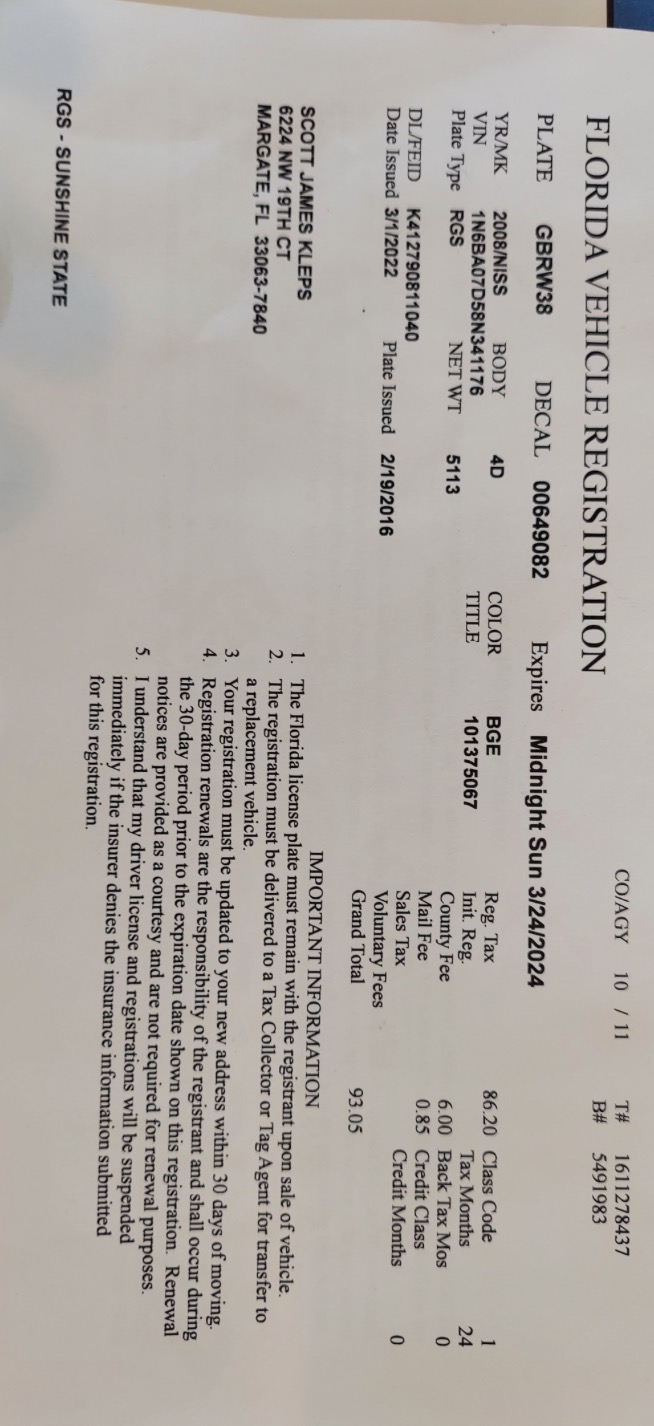 CO/AGY 10 / 11 T# 1611278437
B# 5491983
FLORIDA VEHICLE REGISTRATION
PLATE GBRW38 DECAL 00649082 Expires Midnight Sun 3/24/2024
YR/MK 2008/NISS BODY 4D COLOR BGE Reg. Tax 86.20 Class Code 1
VIN 1N6BA07D58N341176 TITLE 101375067 Init. Reg. Tax Months 24
Plate Type RGS NET WT 5113 County Fee 6.00 Back Tax Mos 0
Mail Fee 0.85 Credit Class
DL/FEID K412790811040 Sales Tax Credit Months 0
Date Issued 3/1/2022 Plate Issued 2/19/2016 Voluntary Fees
Grand Total 93.05
SCOTT JAMES KLEPS
6224 NW 19TH CT
MARGATE, FL 33063-7840
IMPORTANT INFORMATION
1. The Florida license plate must remain with the registrant upon sale of vehicle.
2. The registration must be delivered to a Tax Collector or Tag Agent for transfer to
a replacement vehicle.
3. Your registration must be updated to your new address within 30 days of moving.
4. Registration renewals are the responsibility of the registrant and shall occur during
the 30-day period prior to the expiration date shown on this registration. Renewal
notices are provided as a courtesy and are not required for renewal purposes.
5. I understand that my driver license and registrations will be suspended
immediately if the insurer denies the insurance information submitted
for this registration.
RGS - SUNSHINE STATE